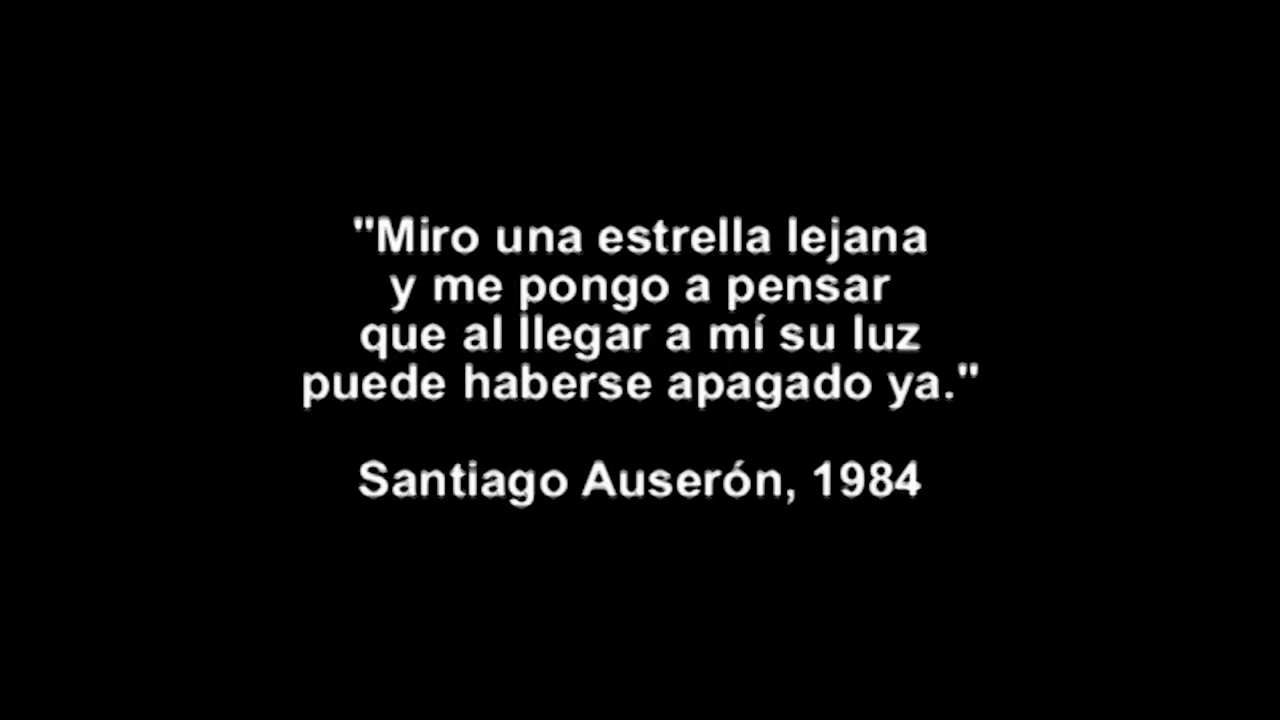 "Miro una estrella lejana
y me pongo a pensar
que al llegar a mí su luz
puede haberse apagado ya."
Santiago Auserón, 1984